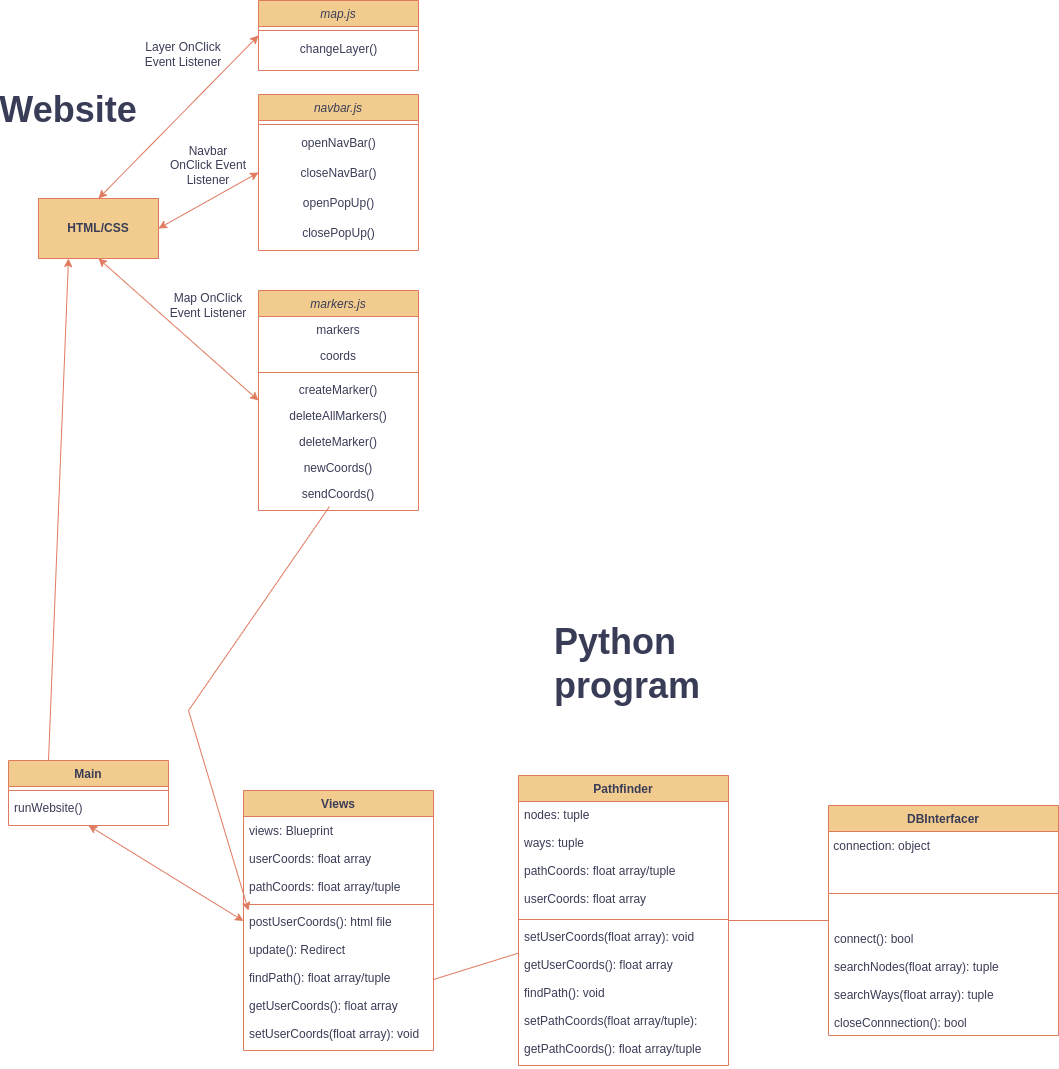 map.js
changeLayer()
Layer OnClick
Event Listener
Website
navbar.js
openNavBar()
closeNavBar()
openPopUp()
closePopUp()
Navbar
OnClick Event
Listener
HTML/CSS
Map OnClick
Event Listener
markers.js
markers
coords
createMarker()
deleteAllMarkers()
deleteMarker()
newCoords()
sendCoords()
Python
program
Main
runWebsite()
Views
views: Blueprint
userCoords: float array
pathCoords: float array/tuple
postUserCoords(): html file
update(): Redirect
findPath(): float array/tuple
getUserCoords(): float array
setUserCoords(float array): void
Pathfinder
nodes: tuple
ways: tuple
pathCoords: float array/tuple
userCoords: float array
setUserCoords(float array): void
getUserCoords(): float array
findPath(): void
setPathCoords(float array/tuple):
getPathCoords(): float array/tuple
DBInterfacer
connection: object
connect(): bool
searchNodes(float array): tuple
searchWays(float array): tuple
closeConnnection(): bool